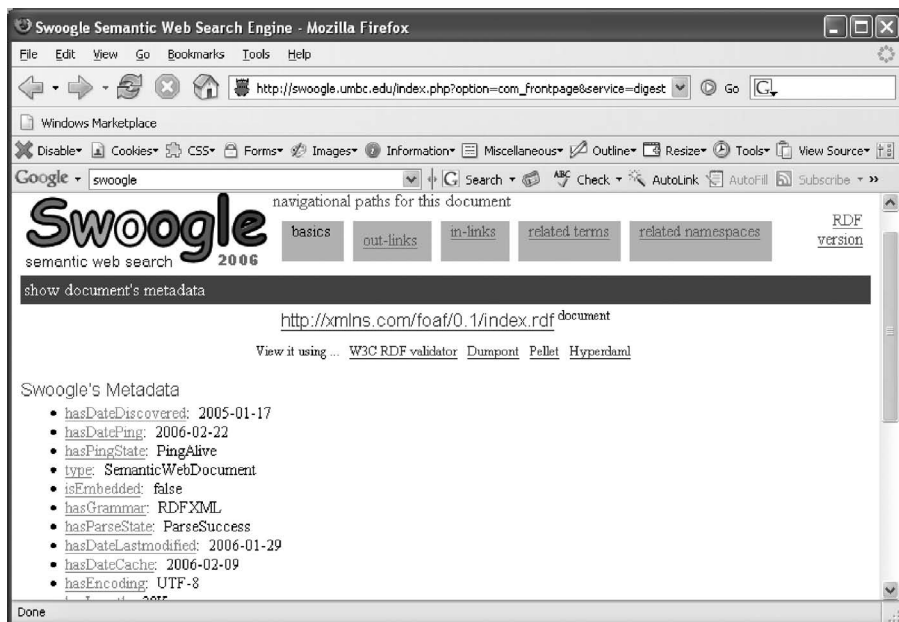 Swoogle Semantic Web Search Engine - Mozilla Firefox
File Edit View Go Bookmarks Tools Help
http://swoogle.umbc.edu/index.php?option=com_frontpage&service=digest Go G
Windows Marketplace
Disable Cookies CSS Forms Images Information Miscellaneous Outline Resize Tools View Source
Google swoogle G Search ABC Check AutoLink AutoFill Subscribe »
navigational paths for this document
Swoogle
semantic web search 2006
basics out-links in-links related terms related namespaces
RDF
version
show document's metadata
http://xmlns.com/foaf/0.1/index.rdf document
View it using ... W3C RDF validator Dumpont Pellet Hyperdaml
Swoogle's Metadata
• hasDateDiscovered: 2005-01-17
• hasDatePing: 2006-02-22
• hasPingState: PingAlive
• type: SemanticWebDocument
• isEmbedded: false
• hasGrammar: RDFXML
• hasParseState: ParseSuccess
• hasDateLastmodified: 2006-01-29
• hasDateCache: 2006-02-09
• hasEncoding: UTF-8
Done